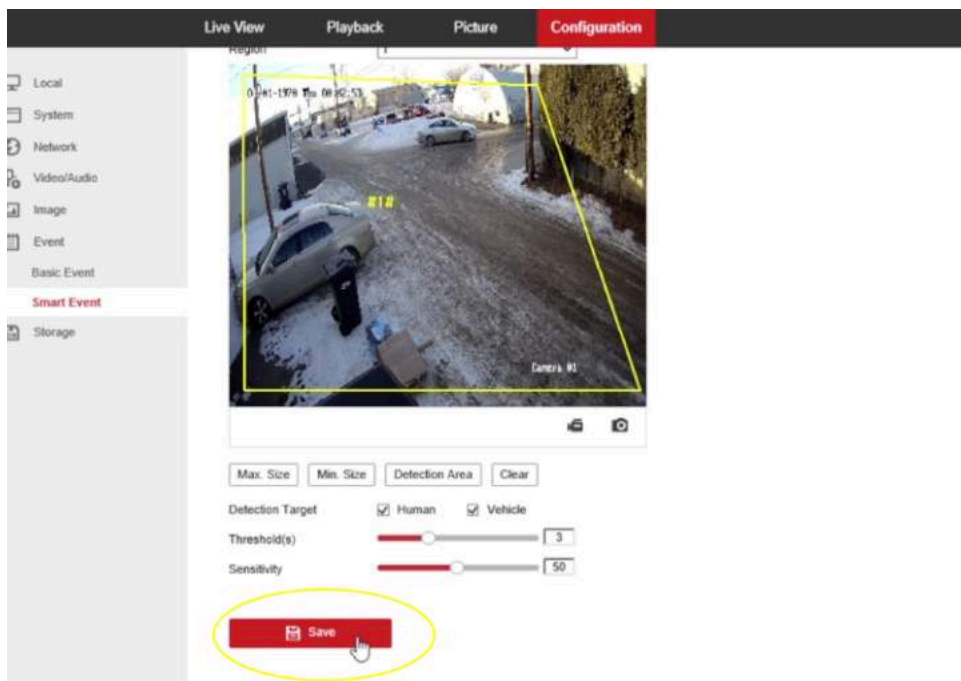 Live View Playback Picture Configuration
Region 1
Local
System
Network
Video/Audio
Image
Event
Basic Event
Smart Event
Storage
#1#
Camera 01
Max. Size Min. Size Detection Area Clear
Detection Target Human Vehicle
Threshold(s) 3
Sensitivity 50
Save